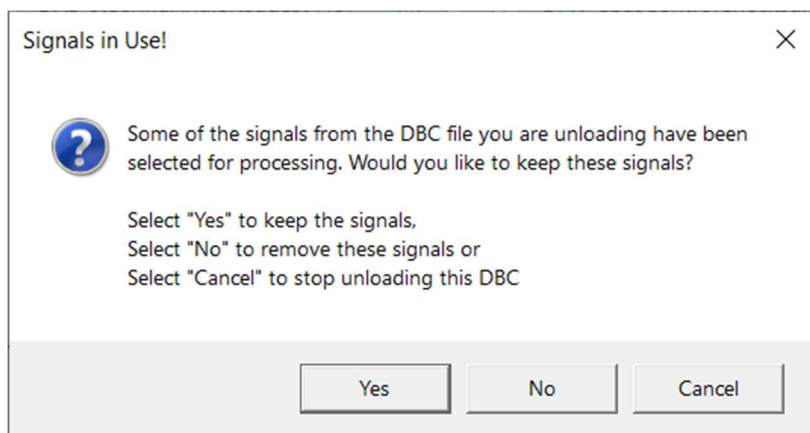 Signals in Use!
Some of the signals from the DBC file you are unloading have been
selected for processing. Would you like to keep these signals?
Select "Yes" to keep the signals,
Select "No" to remove these signals or
Select "Cancel" to stop unloading this DBC
Yes No Cancel